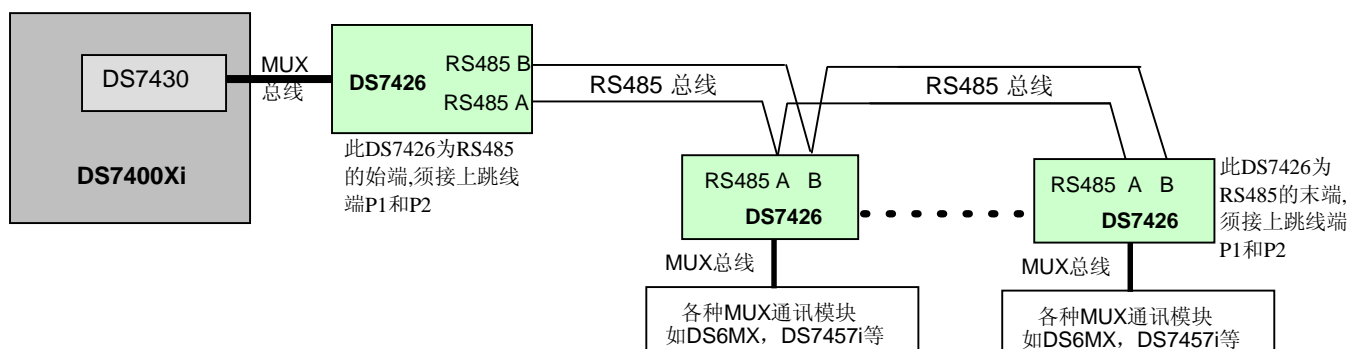 DS7430
DS7400Xi
MUX
总线
DS7426
RS485 B
RS485 A
此DS7426为RS485
的始端,须接上跳线
端P1和P2
RS485 总线
RS485 总线
RS485 A B
DS7426
RS485 A B
DS7426
此DS7426为
RS485的末端,
须接上跳线端
P1和P2
MUX总线
MUX总线
各种MUX通讯模块
如DS6MX，DS7457i等
各种MUX通讯模块
如DS6MX，DS7457i等